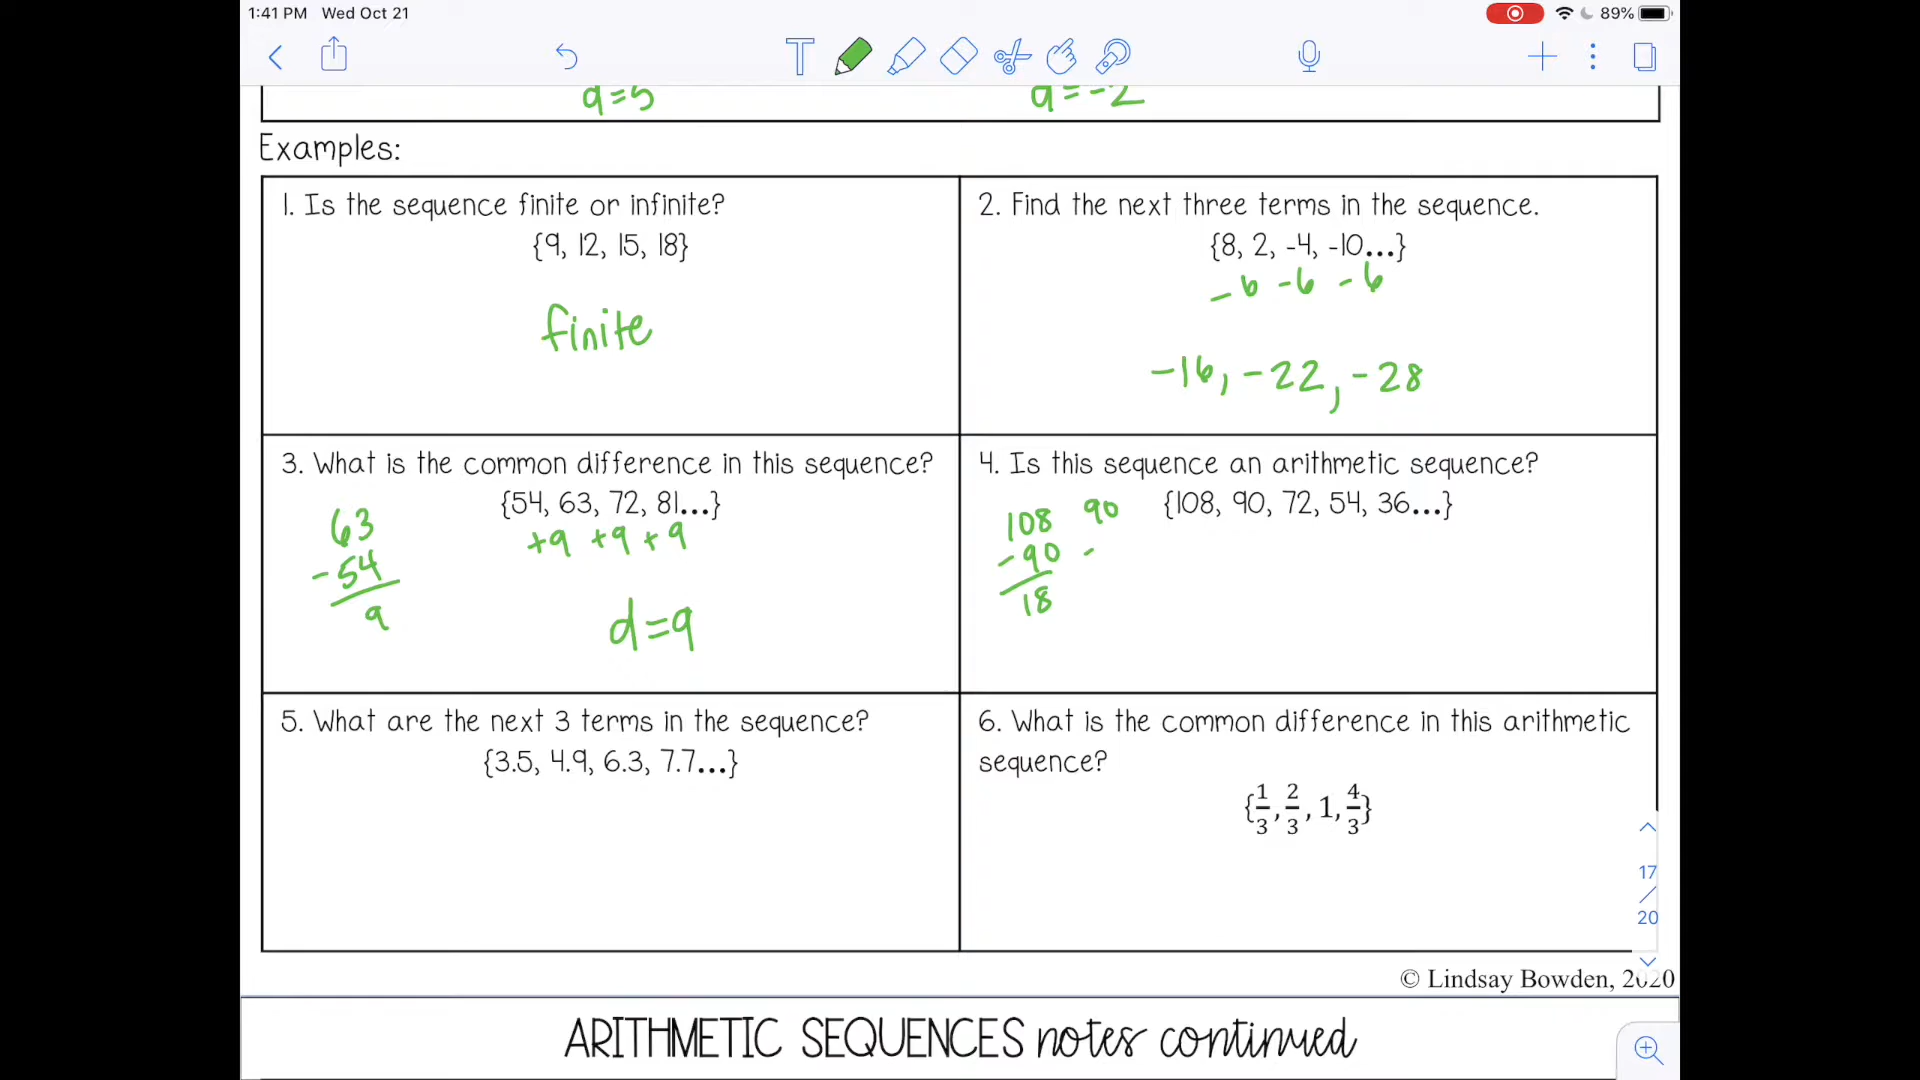 1:41 PM Wed Oct 21
89%
T
a=5
a=-2
Examples:
1. Is the sequence finite or infinite?
{9, 12, 15, 18}
finite
2. Find the next three terms in the sequence.
{8, 2, -4, -10...}
-6 -6 -6
-16, -22, -28
3. What is the common difference in this sequence?
{54, 63, 72, 81...}
+9 +9 +9
63
-54
9
d=9
4. Is this sequence an arithmetic sequence?
{108, 90, 72, 54, 36...}
108 90
-90 -
18
5. What are the next 3 terms in the sequence?
{3.5, 4.9, 6.3, 7.7...}
6. What is the common difference in this arithmetic
sequence?
{1/3, 2/3, 1, 4/3}
17
/
20
© Lindsay Bowden, 2020
ARITHMETIC SEQUENCES notes continued